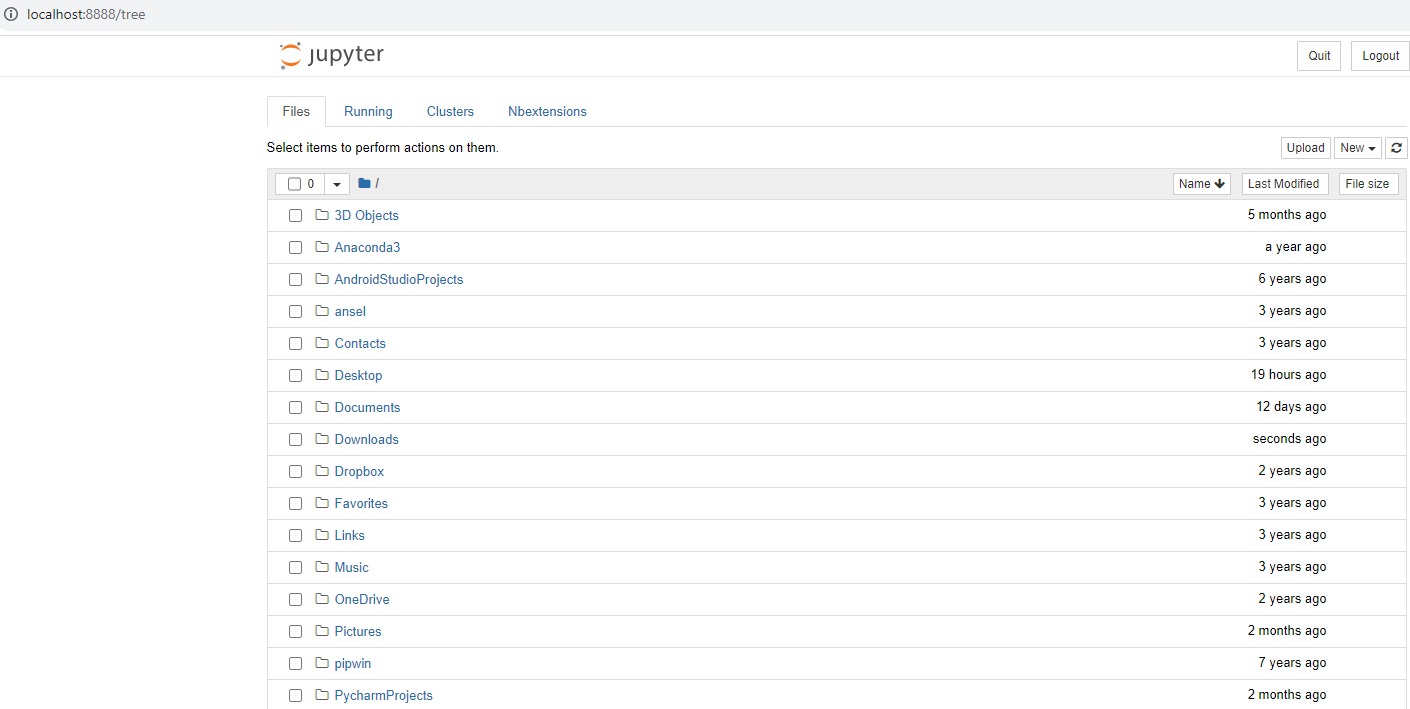 localhost:8888/tree
jupyter
Quit Logout
Files Running Clusters Nbextensions
Select items to perform actions on them.
Upload New
0 / Name Last Modified File size
3D Objects 5 months ago
Anaconda3 a year ago
AndroidStudioProjects 6 years ago
ansel 3 years ago
Contacts 3 years ago
Desktop 19 hours ago
Documents 12 days ago
Downloads seconds ago
Dropbox 2 years ago
Favorites 3 years ago
Links 3 years ago
Music 3 years ago
OneDrive 2 years ago
Pictures 2 months ago
pipwin 7 years ago
PycharmProjects 2 months ago